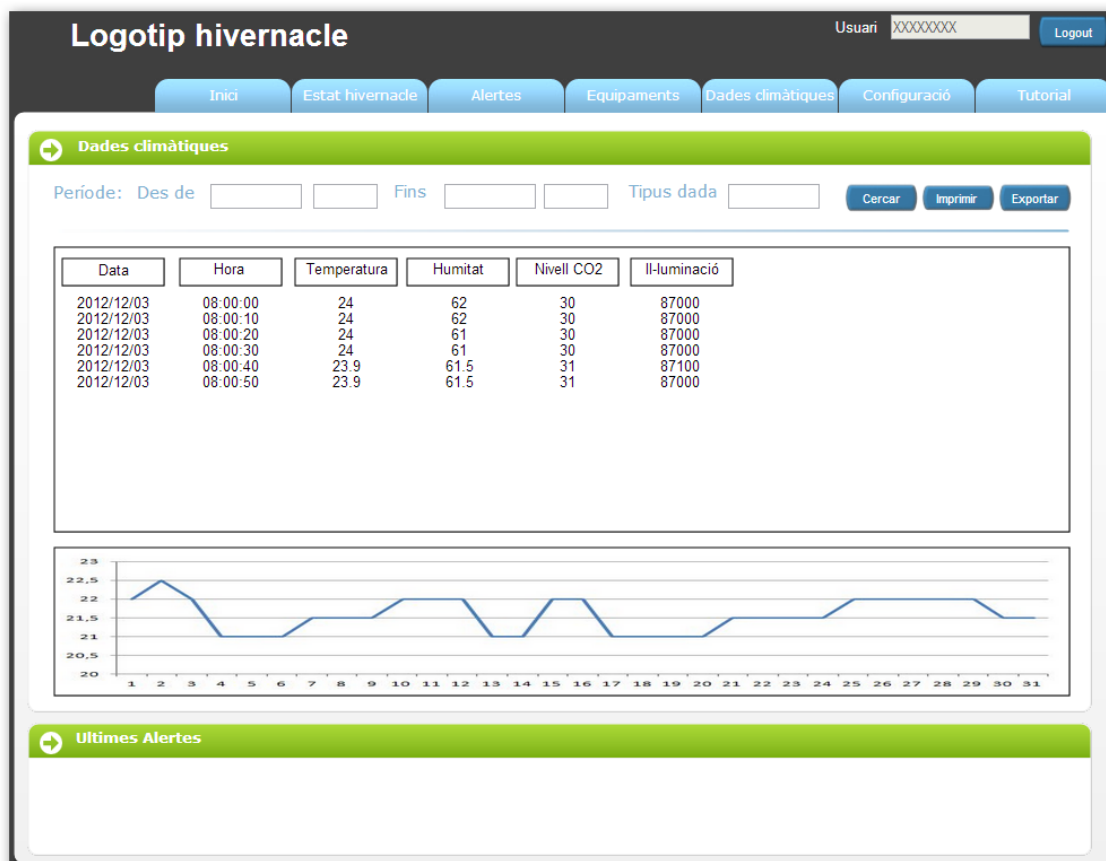 Logotip hivernacle
Usuari XXXXXXXX Logout
Inici Estat hivernacle Alertes Equipaments Dades climàtiques Configuració Tutorial
Dades climàtiques
Període: Des de Fins Tipus dada Cercar Imprimir Exportar
Data Hora Temperatura Humitat Nivell CO2 Il-luminació
2012/12/03 08:00:00 24 62 30 87000
2012/12/03 08:00:10 24 62 30 87000
2012/12/03 08:00:20 24 61 30 87000
2012/12/03 08:00:30 24 61 30 87000
2012/12/03 08:00:40 23.9 61.5 31 87100
2012/12/03 08:00:50 23.9 61.5 31 87000
23
22,5
22
21,5
21
20,5
20
1 2 3 4 5 6 7 8 9 10 11 12 13 14 15 16 17 18 19 20 21 22 23 24 25 26 27 28 29 30 31
Ultimes Alertes